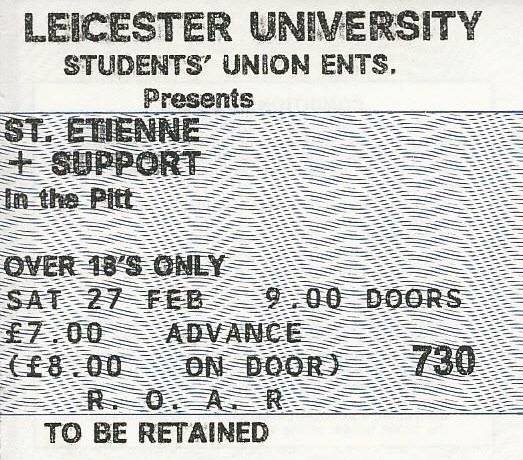 LEICESTER UNIVERSITY
STUDENTS' UNION ENTS.
Presents
ST. ETIENNE
+ SUPPORT
In the Pitt
OVER 18'S ONLY
SAT 27 FEB 9.00 DOORS
£7.00 ADVANCE
(£8.00 ON DOOR) 730
R. O. A. R
TO BE RETAINED